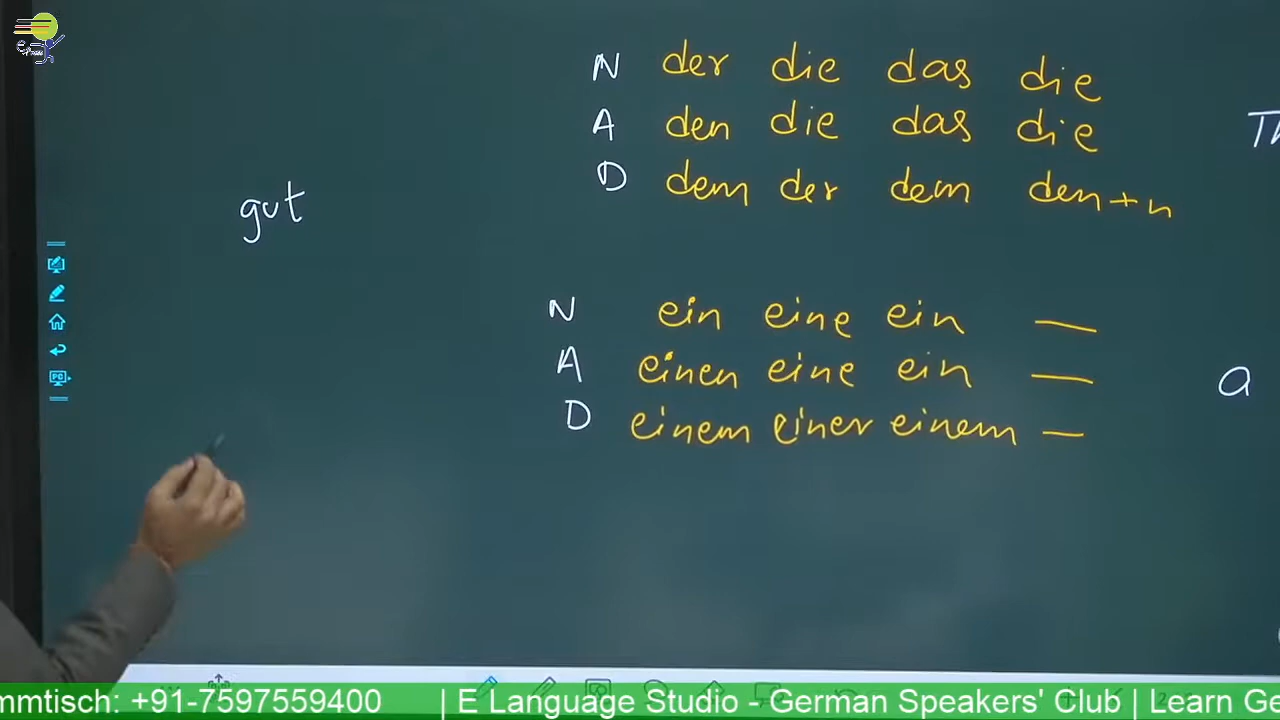 N der die das die
A den die das die
D dem der dem den+n
gut
N ein eine ein —
A einen eine ein —
a
D einem einer einem —
mmtisch: +91-7597559400 | E Language Studio - German Speakers' Club | Learn Ge